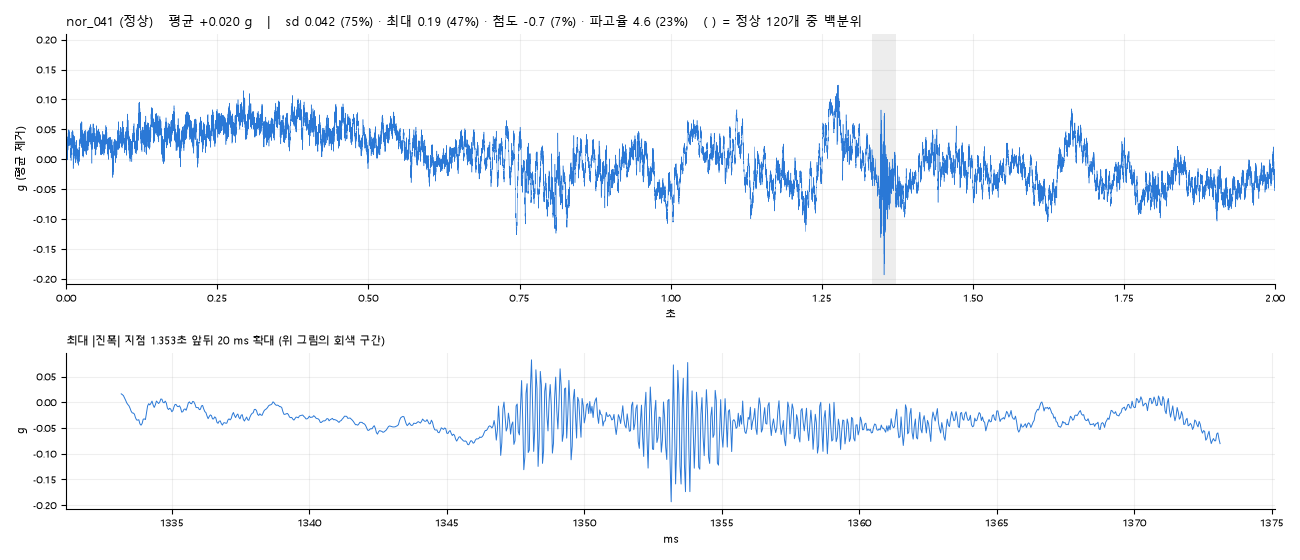 nor_041 (정상) 평균 +0.020 g | sd 0.042 (75%) · 최대 0.19 (47%) · 첨도 -0.7 (7%) · 파고율 4.6 (23%) ( ) = 정상 120개 중 백분위
g (평균 제거)
0.20
0.15
0.10
0.05
0.00
-0.05
-0.10
-0.15
-0.20
0.00 0.25 0.50 0.75 1.00 1.25 1.50 1.75 2.00
초
최대 |진폭| 지점 1.353초 앞뒤 20 ms 확대 (위 그림의 회색 구간)
g
0.05
0.00
-0.05
-0.10
-0.15
-0.20
1335 1340 1345 1350 1355 1360 1365 1370 1375
ms